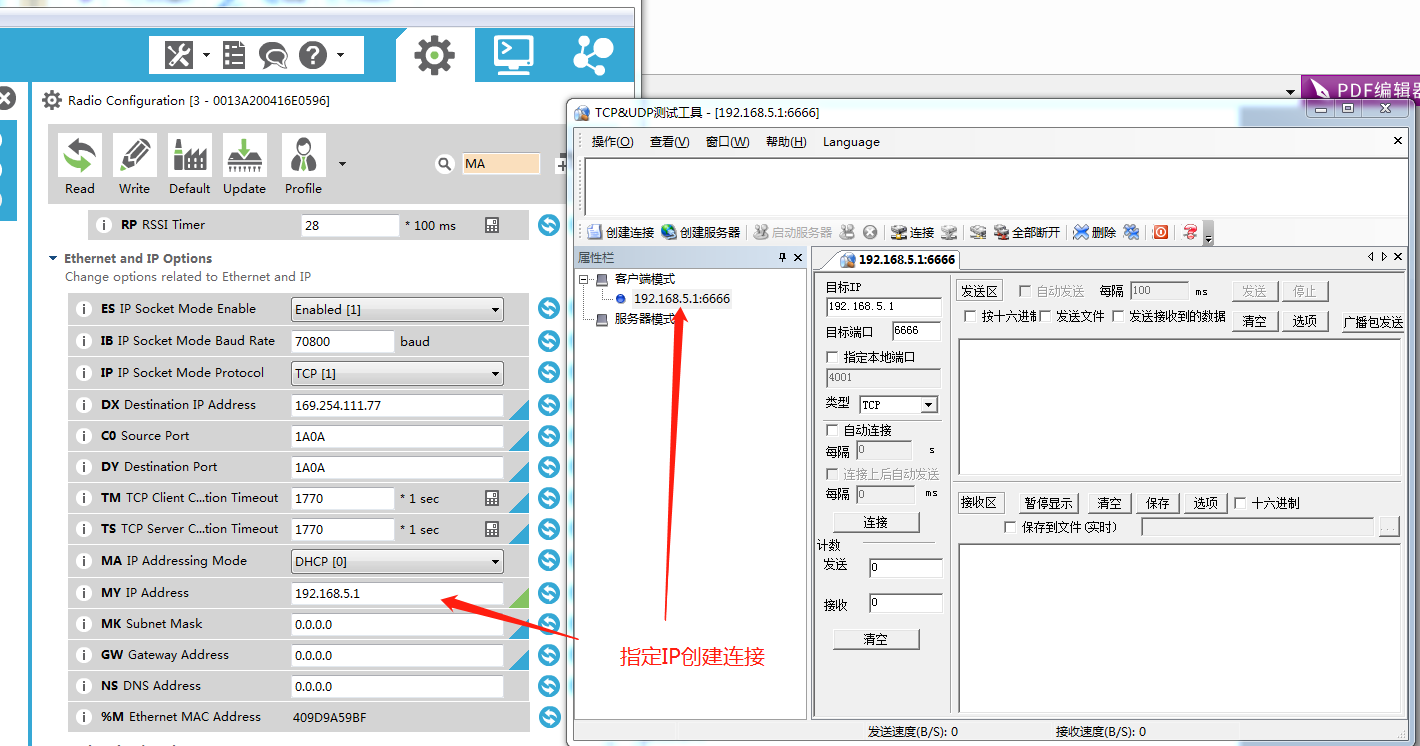 Radio Configuration [3 - 0013A200416E0596]
Read
Write
Default
Update
Profile
MA
RP RSSI Timer
28
* 100 ms
Ethernet and IP Options
Change options related to Ethernet and IP
ES IP Socket Mode Enable
Enabled [1]
IB IP Socket Mode Baud Rate
70800
baud
IP IP Socket Mode Protocol
TCP [1]
DX Destination IP Address
169.254.111.77
C0 Source Port
1A0A
DY Destination Port
1A0A
TM TCP Client C...tion Timeout
1770
* 1 sec
TS TCP Server C...tion Timeout
1770
* 1 sec
MA IP Addressing Mode
DHCP [0]
MY IP Address
192.168.5.1
MK Subnet Mask
0.0.0.0
GW Gateway Address
0.0.0.0
NS DNS Address
0.0.0.0
%M Ethernet MAC Address
409D9A59BF
PDF编辑器
TCP&UDP测试工具 - [192.168.5.1:6666]
操作(O) 查看(V) 窗口(W) 帮助(H) Language
创建连接 创建服务器 启动服务器 连接 全部断开 删除
属性栏
客户端模式
192.168.5.1:6666
服务器模式
指定IP创建连接
192.168.5.1:6666
目标IP
192.168.5.1
目标端口
6666
指定本地端口
4001
类型
TCP
自动连接
每隔
0
s
连接上后自动发送
每隔
0
ms
连接
计数
发送
0
接收
0
清空
发送区
自动发送
每隔
100
ms
发送
停止
按十六进制
发送文件
发送接收到的数据
清空
选项
广播包发送
接收区
暂停显示
清空
保存
选项
十六进制
保存到文件(实时)
...
发送速度(B/S): 0
接收速度(B/S): 0